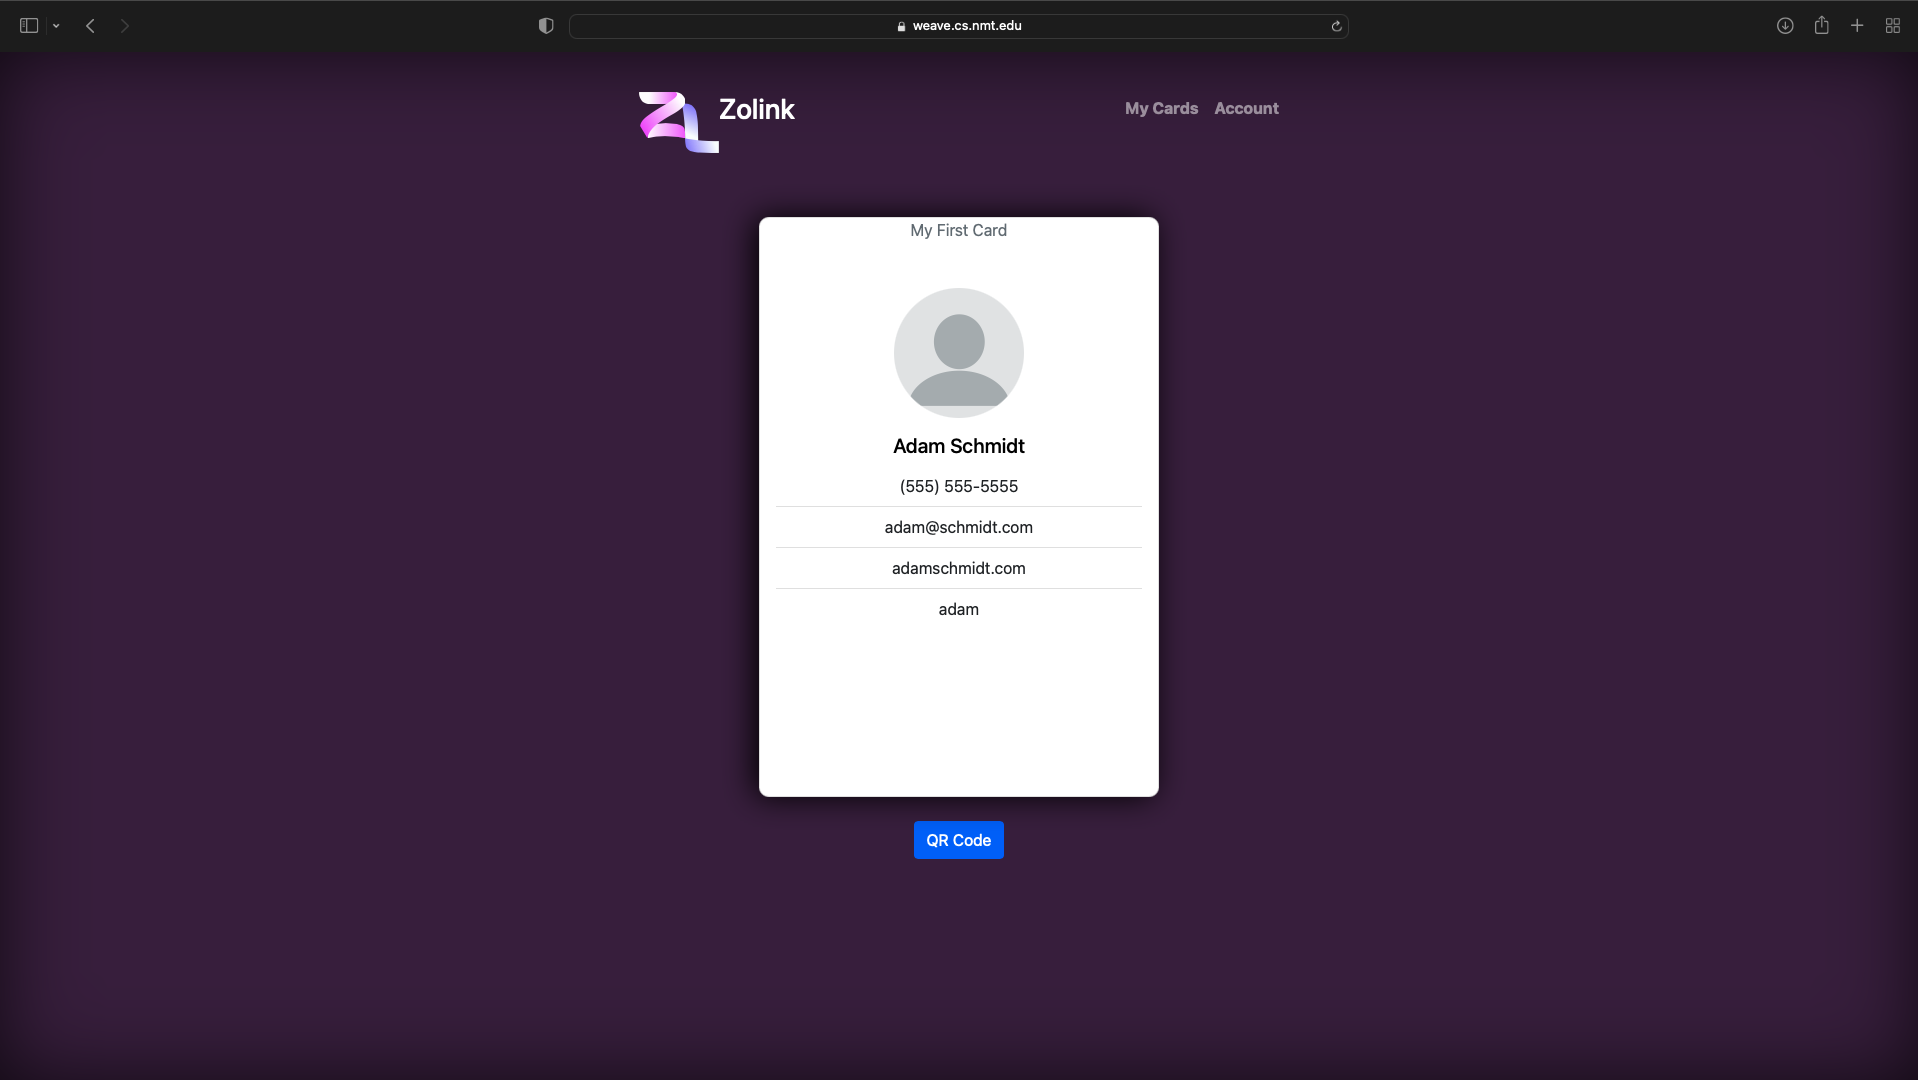 weave.cs.nmt.edu
Zolink
My Cards Account
My First Card
Adam Schmidt
(555) 555-5555
adam@schmidt.com
adamschmidt.com
adam
QR Code